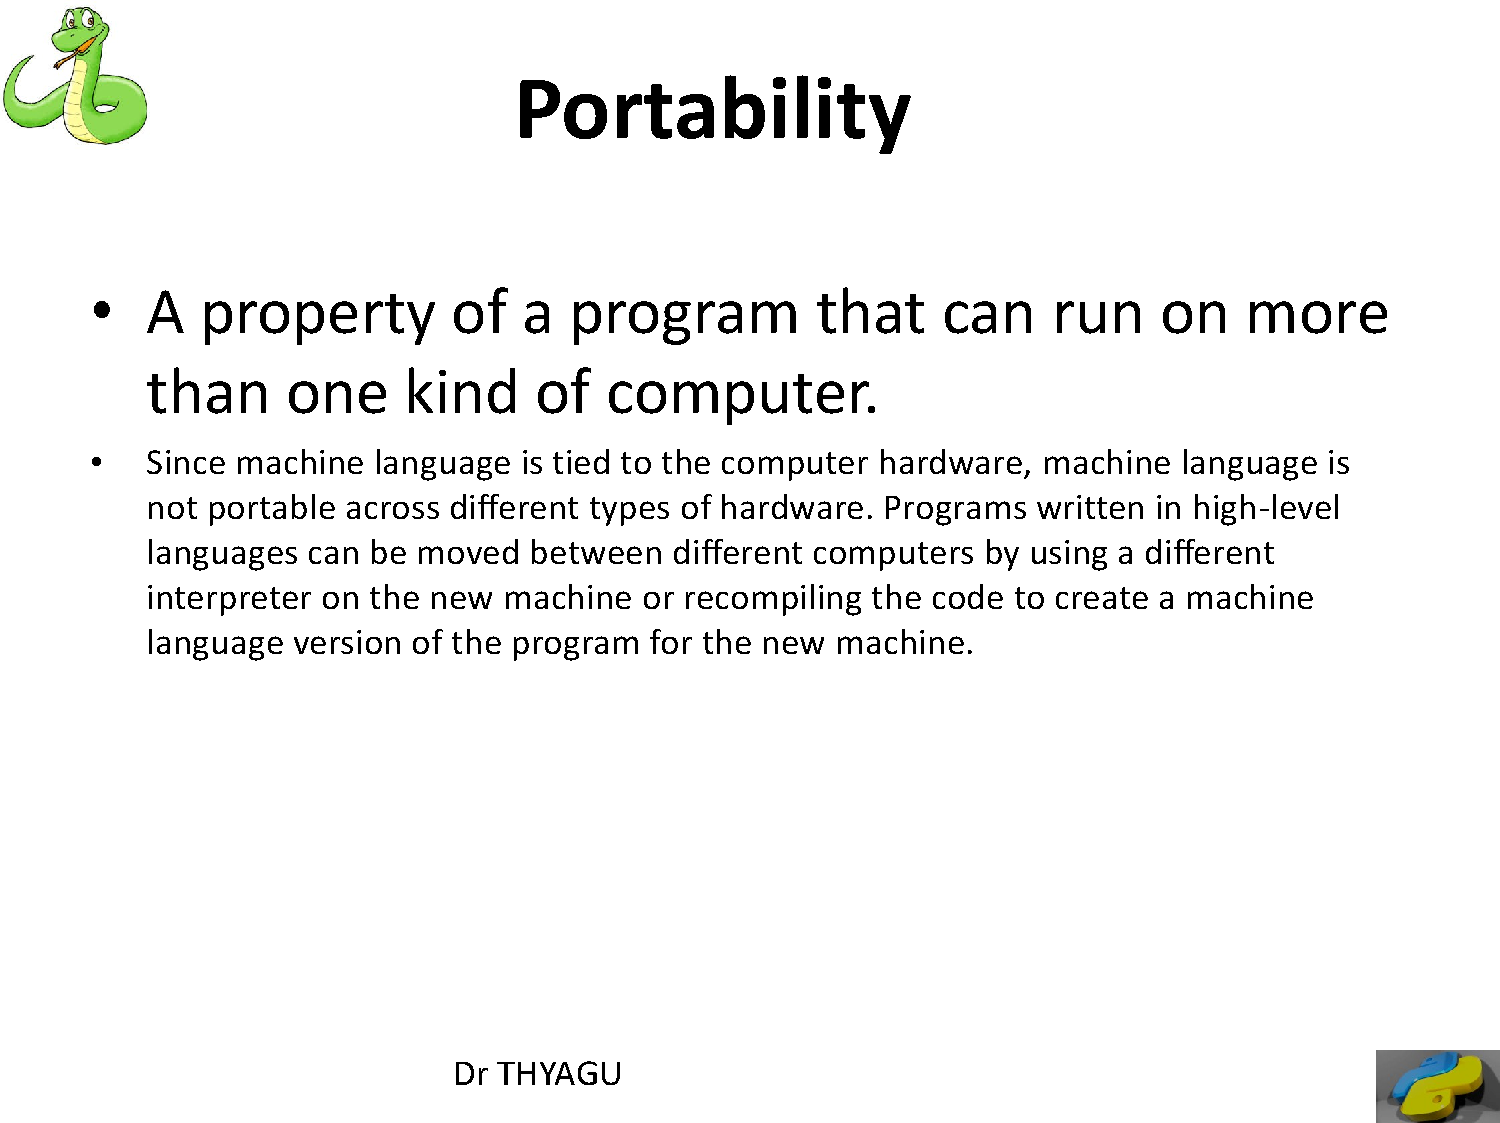 Portability
• A property of a program that can run on more
than one kind of computer.
• Since machine language is tied to the computer hardware, machine language is
not portable across different types of hardware. Programs written in high-level
languages can be moved between different computers by using a different
interpreter on the new machine or recompiling the code to create a machine
language version of the program for the new machine.
Dr THYAGU